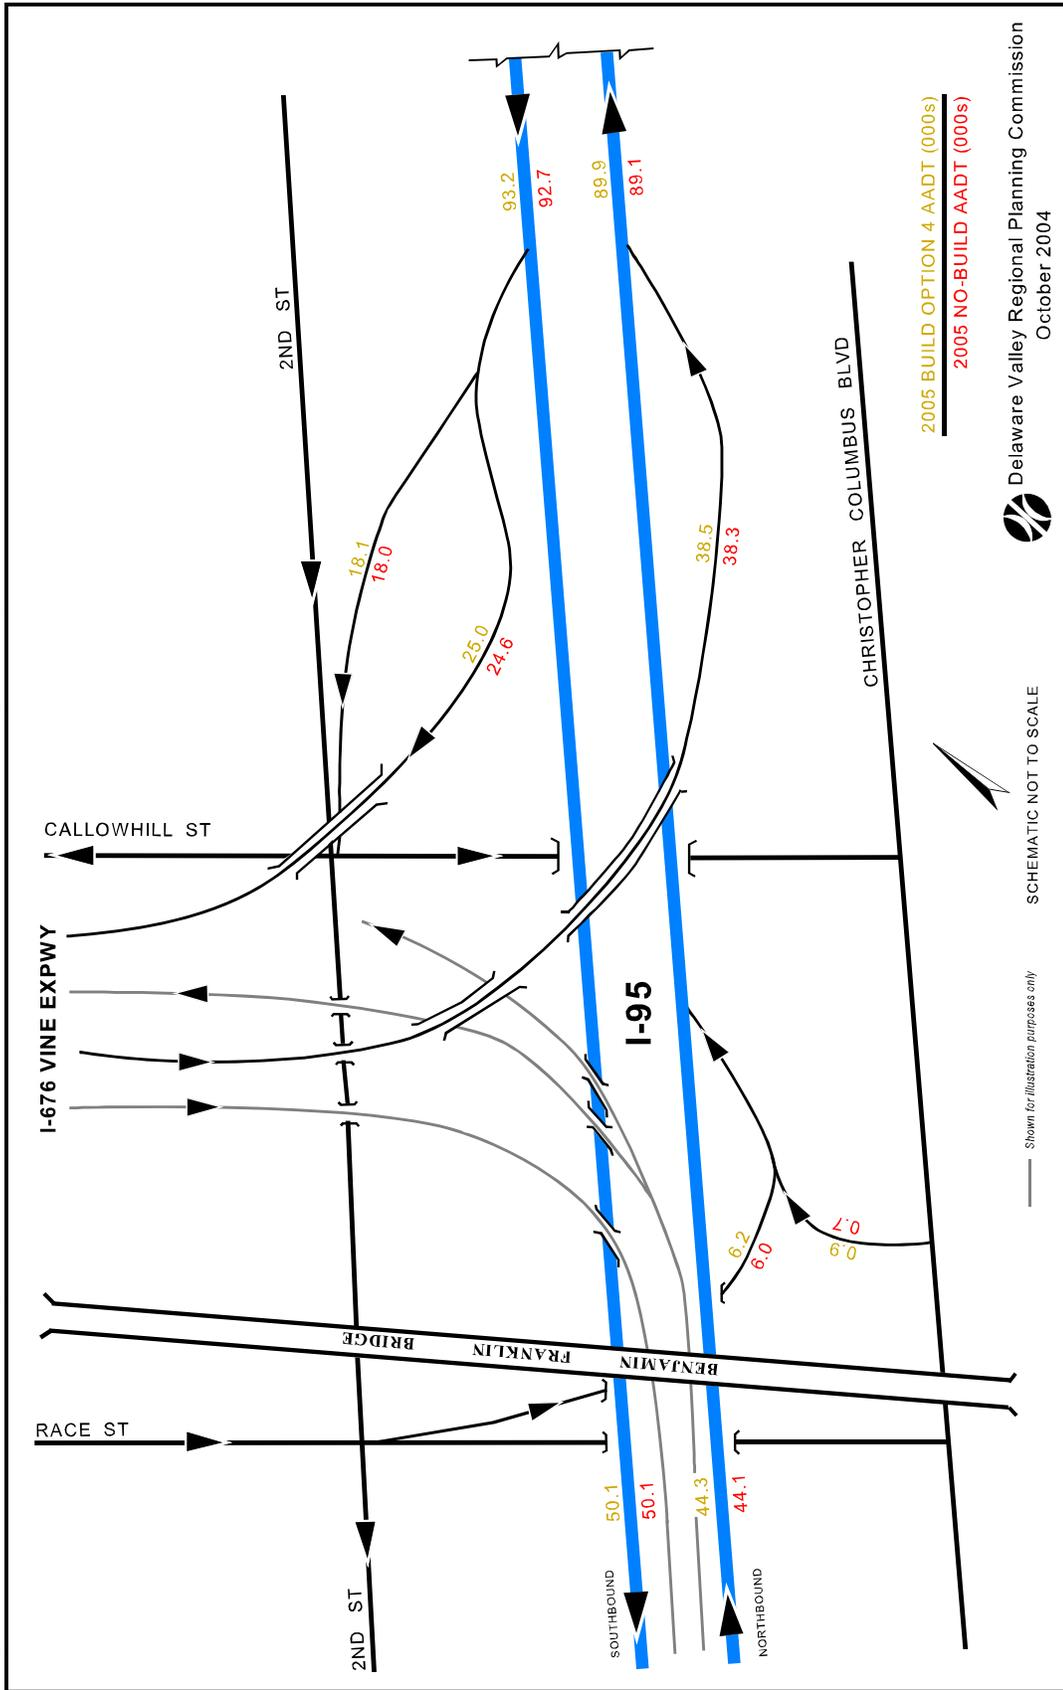 Delaware Valley Regional Planning Commission
October 2004
2005 BUILD OPTION 4 AADT (000s)
2005 NO-BUILD AADT (000s)
2ND ST
93.2
92.7
89.9
89.1
18.1
18.0
25.0
24.6
38.5
38.3
CHRISTOPHER COLUMBUS BLVD
CALLOWHILL ST
I-676 VINE EXPWY
I-95
SCHEMATIC NOT TO SCALE
Shown for illustration purposes only
6.2
6.0
0.7
0.9
BENJAMIN FRANKLIN BRIDGE
RACE ST
50.1
50.1
44.3
44.1
2ND ST
SOUTHBOUND
NORTHBOUND